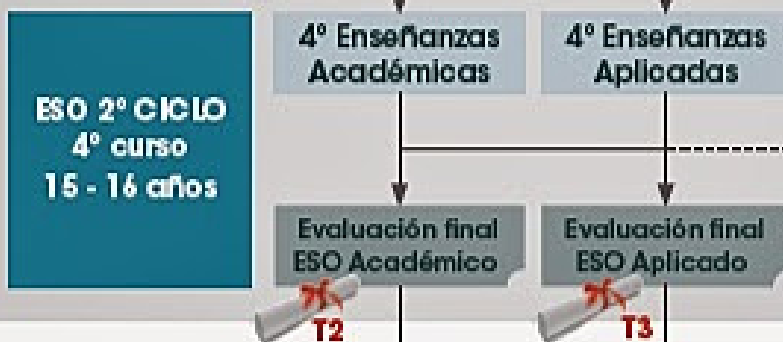 ESO 2º CICLO
4º curso
15 - 16 años
4º Enseñanzas
Académicas
4º Enseñanzas
Aplicadas
Evaluación final
ESO Académico
Evaluación final
ESO Aplicado
T2
T3